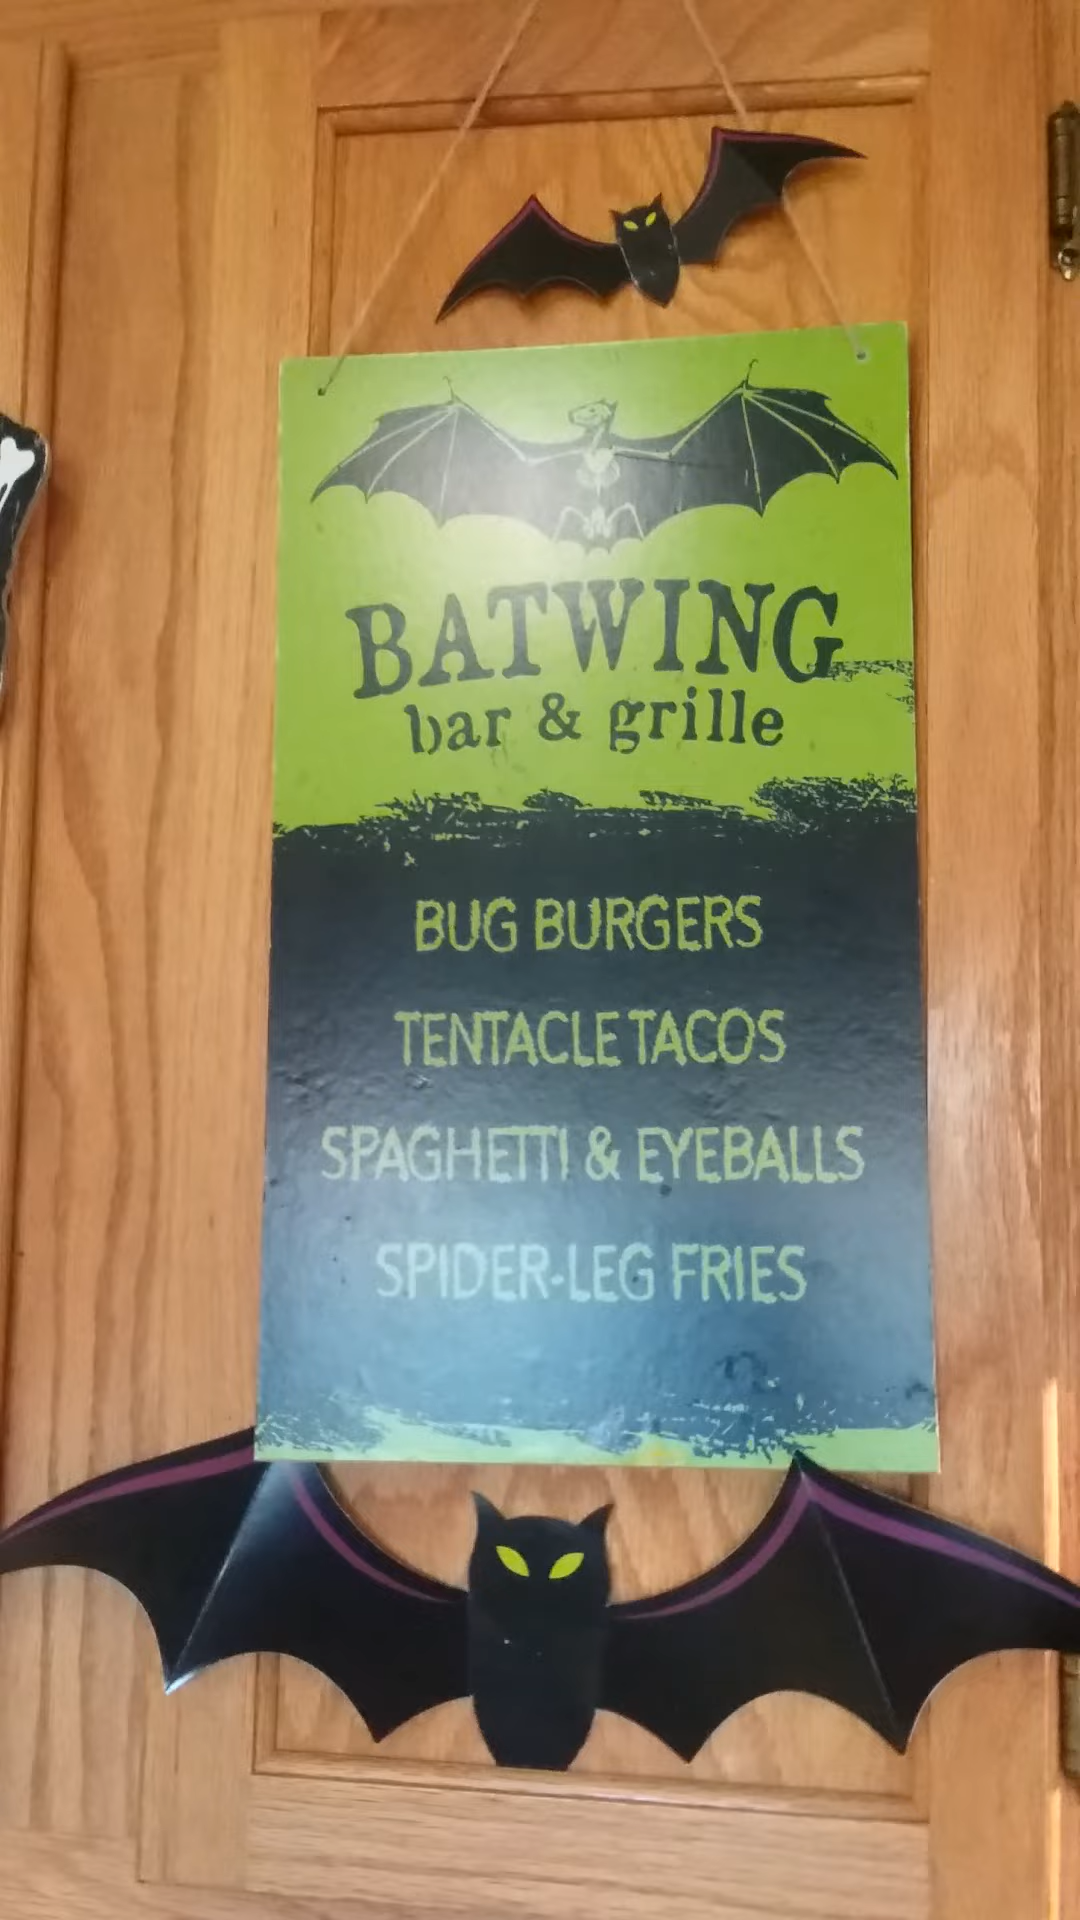 BATWING
bar & grille
BUG BURGERS
TENTACLE TACOS
SPAGHETTI & EYEBALLS
SPIDER-LEG FRIES